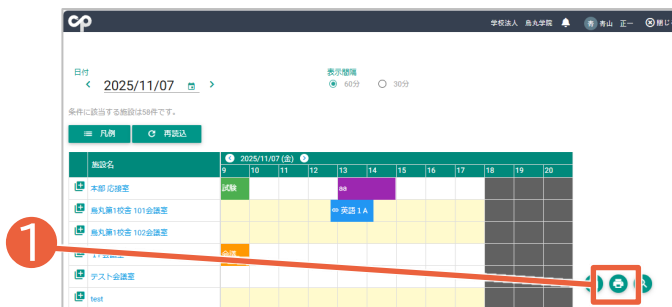 cp 学校法人 烏丸学院 青 青山 正一 ⊗閉じ
日付 表示間隔
< 2025/11/07 > 60分 30分
条件に該当する施設は58件です。
凡例 再読込
施設名 2025/11/07 (金)
9 10 11 12 13 14 15 16 17 18 19 20
本部 応接室 試験 aa
烏丸第1校舎 101会議室 英語１A
烏丸第1校舎 102会議室
1
テスト会議室
test